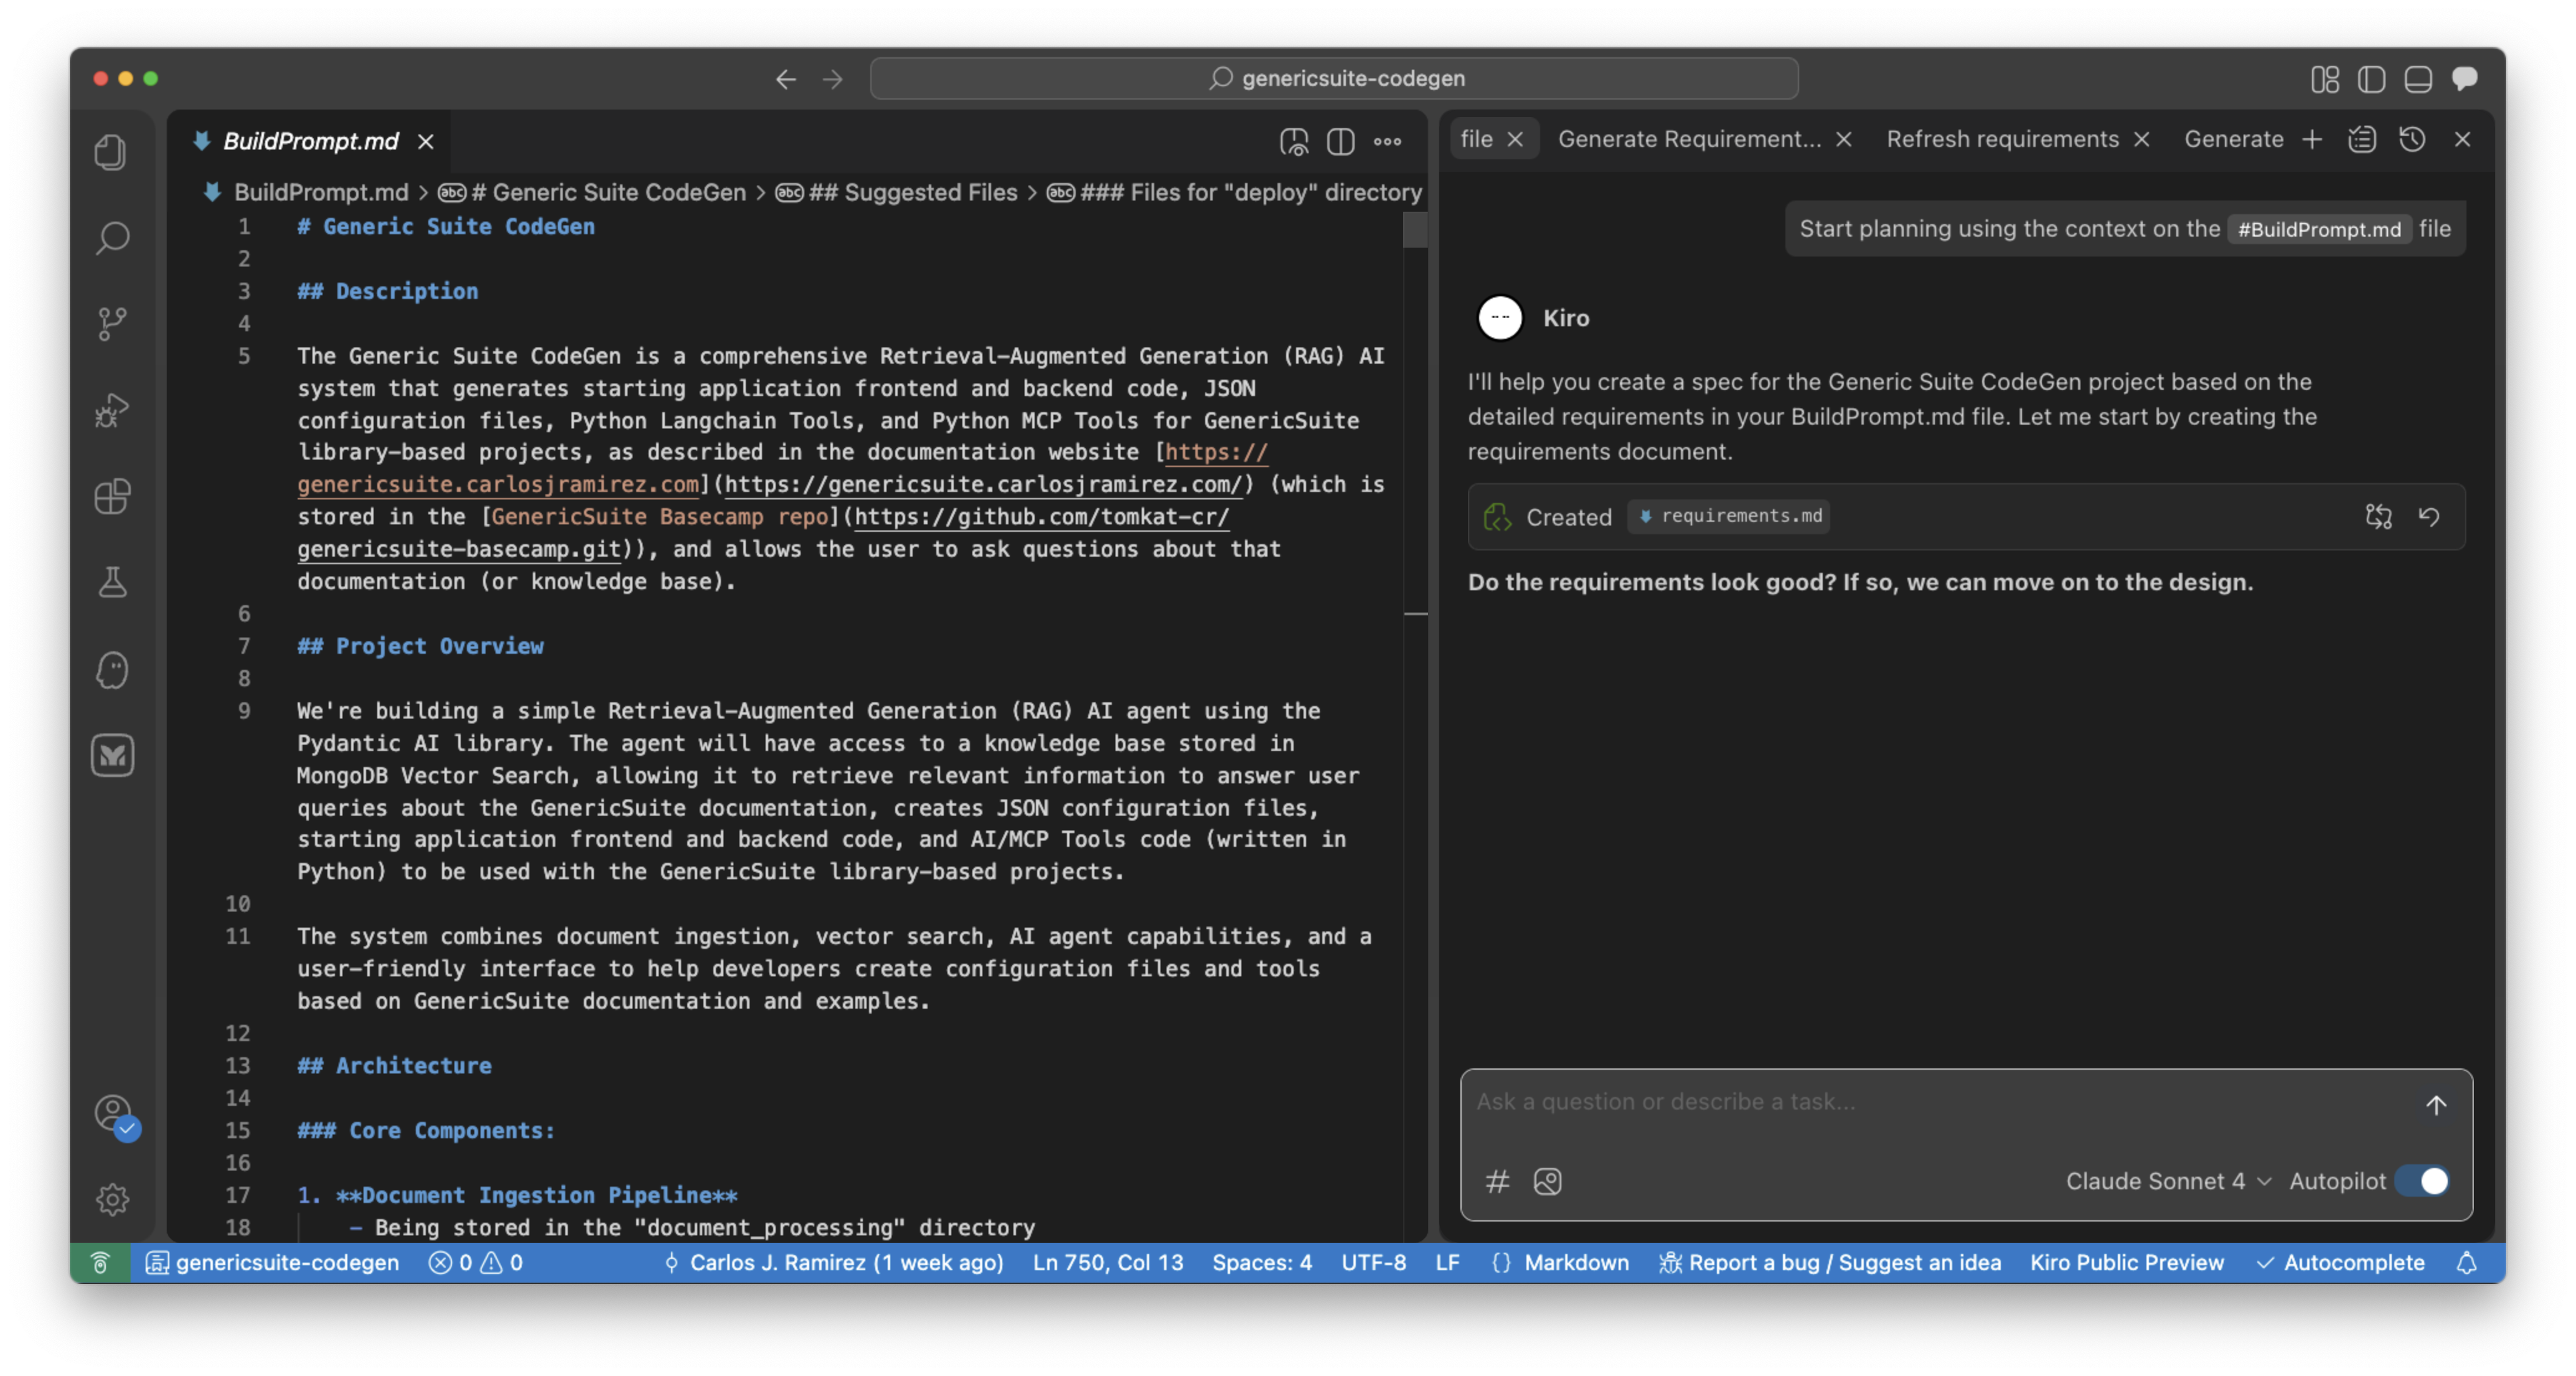 genericsuite-codegen
BuildPrompt.md
BuildPrompt.md > # Generic Suite CodeGen > ## Suggested Files > ### Files for "deploy" directory
1 # Generic Suite CodeGen
2
3 ## Description
4
5 The Generic Suite CodeGen is a comprehensive Retrieval-Augmented Generation (RAG) AI
system that generates starting application frontend and backend code, JSON
configuration files, Python Langchain Tools, and Python MCP Tools for GenericSuite
library-based projects, as described in the documentation website [https://
genericsuite.carlosjramirez.com](https://genericsuite.carlosjramirez.com/) (which is
stored in the [GenericSuite Basecamp repo](https://github.com/tomkat-cr/
genericsuite-basecamp.git)), and allows the user to ask questions about that
documentation (or knowledge base).
6
7 ## Project Overview
8
9 We're building a simple Retrieval-Augmented Generation (RAG) AI agent using the
Pydantic AI library. The agent will have access to a knowledge base stored in
MongoDB Vector Search, allowing it to retrieve relevant information to answer user
queries about the GenericSuite documentation, creates JSON configuration files,
starting application frontend and backend code, and AI/MCP Tools code (written in
Python) to be used with the GenericSuite library-based projects.
10
11 The system combines document ingestion, vector search, AI agent capabilities, and a
user-friendly interface to help developers create configuration files and tools
based on GenericSuite documentation and examples.
12
13 ## Architecture
14
15 ### Core Components:
16
17 1. **Document Ingestion Pipeline**
18 - Being stored in the "document_processing" directory
file
Generate Requirement...
Refresh requirements
Generate
Start planning using the context on the #BuildPrompt.md file
Kiro
I'll help you create a spec for the Generic Suite CodeGen project based on the
detailed requirements in your BuildPrompt.md file. Let me start by creating the
requirements document.
Created requirements.md
Do the requirements look good? If so, we can move on to the design.
Ask a question or describe a task...
# Claude Sonnet 4 Autopilot
genericsuite-codegen 0 0 Carlos J. Ramirez (1 week ago) Ln 750, Col 13 Spaces: 4 UTF-8 LF {} Markdown Report a bug / Suggest an idea Kiro Public Preview Autocomplete